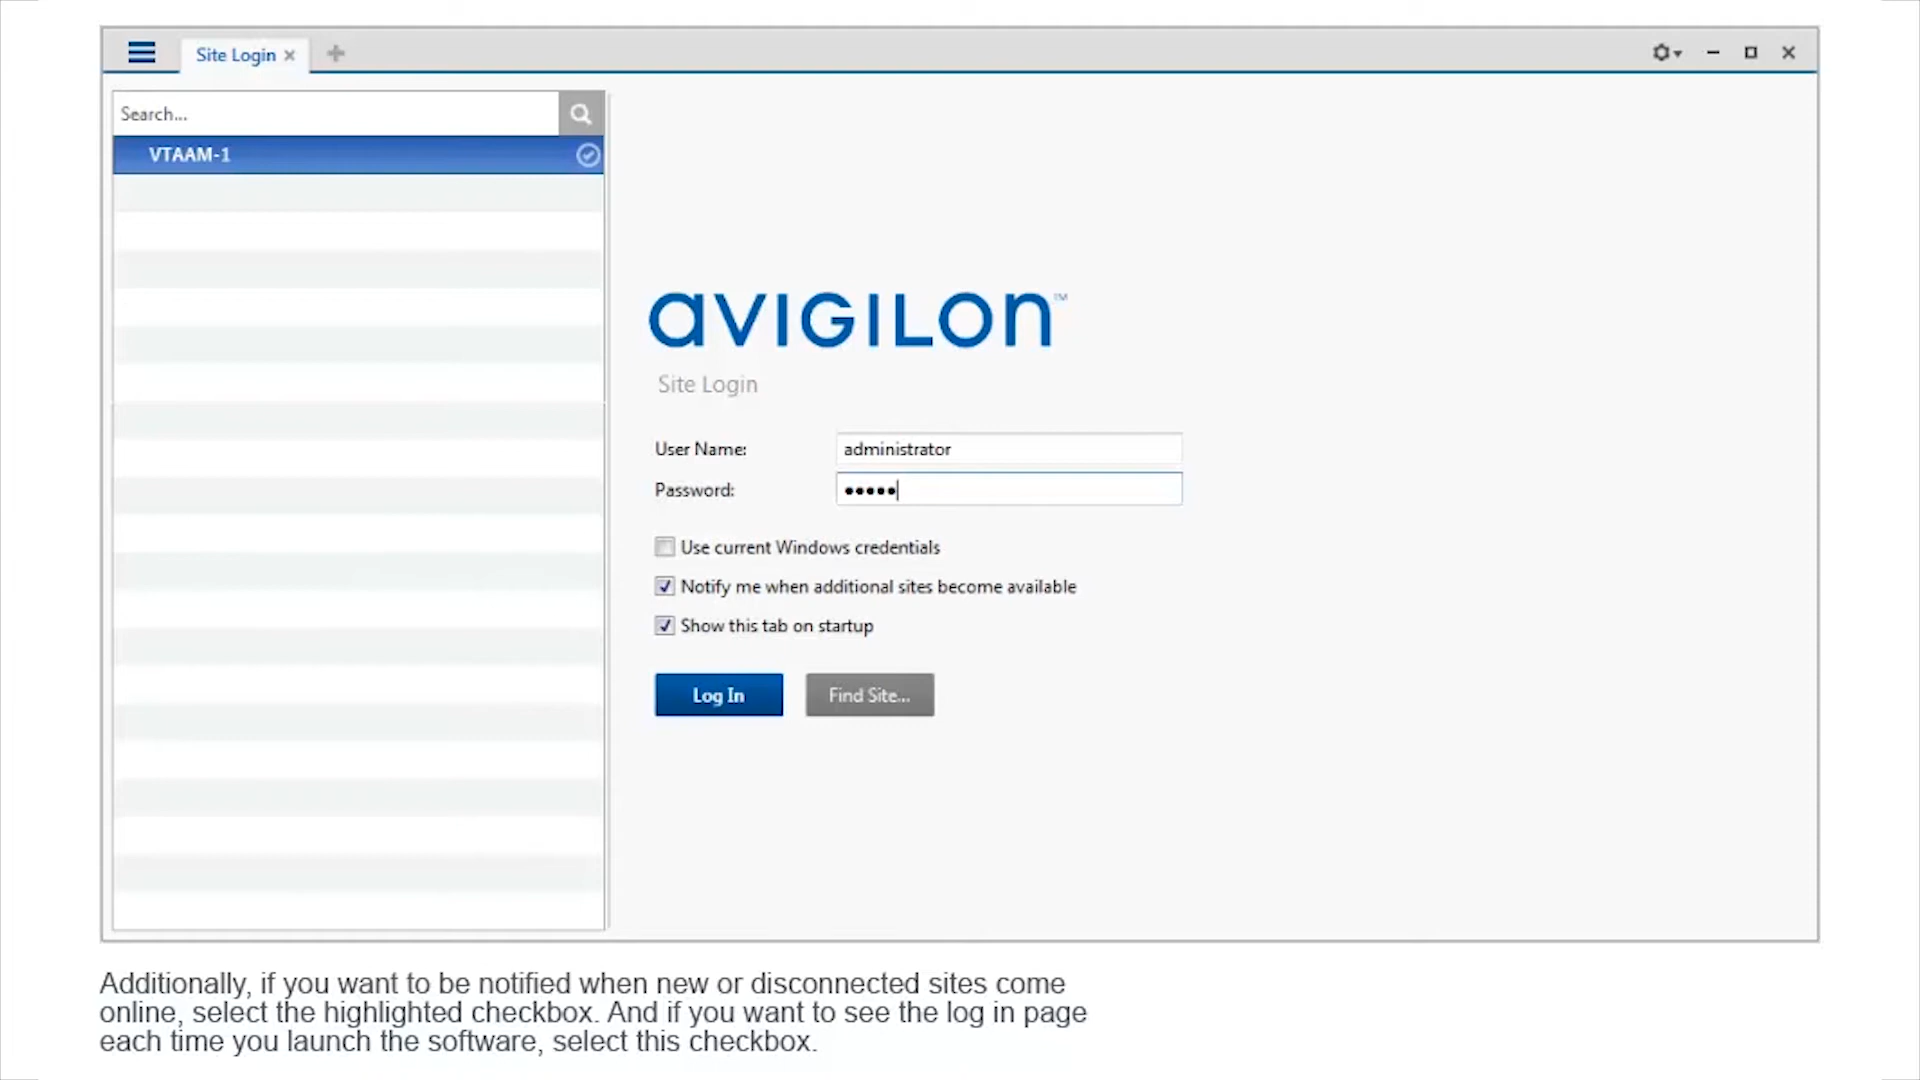 Site Login
Search...
VTAAM-1
avigilon™
Site Login
User Name: administrator
Password: •••••
Use current Windows credentials
Notify me when additional sites become available
Show this tab on startup
Log In Find Site...
Additionally, if you want to be notified when new or disconnected sites come
online, select the highlighted checkbox. And if you want to see the log in page
each time you launch the software, select this checkbox.